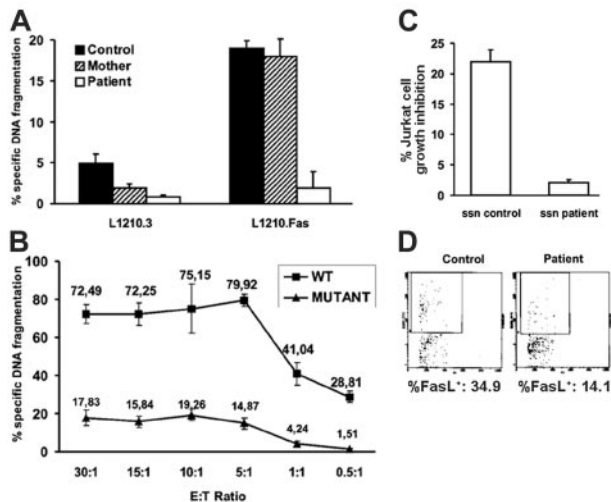 A
% specific DNA fragmentation
20
15
10
5
0
Control
Mother
Patient
L1210.3
L1210.Fas
B
% specific DNA fragmentation
100
80
60
40
20
0
72,49
72,25
75,15
79,92
41,04
28,81
17,83
15,84
19,26
14,87
4,24
1,51
WT
MUTANT
30:1
15:1
10:1
5:1
1:1
0.5:1
E:T Ratio
C
% Jurkat cell
growth inhibition
25
20
15
10
5
0
ssn control
ssn patient
D
Control
Patient
%FasL+: 34.9
%FasL+: 14.1